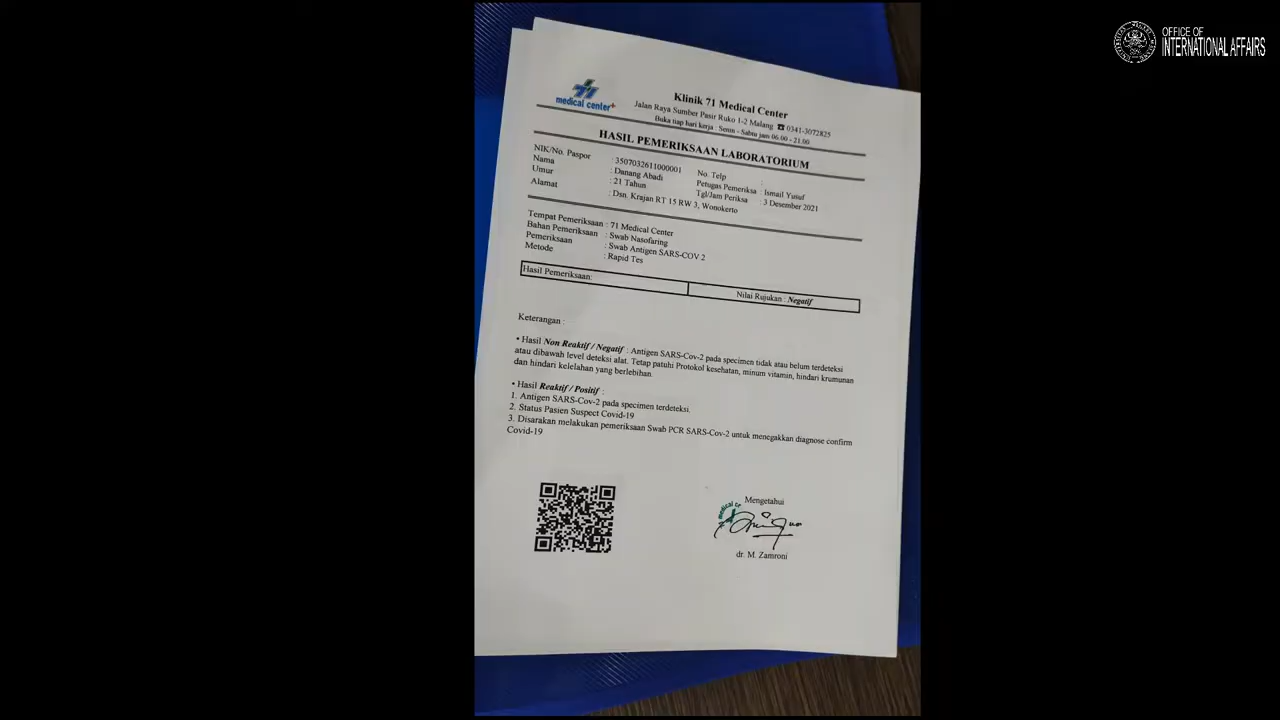 OFFICE OF
INTERNATIONAL AFFAIRS
71
medical center+
Klinik 71 Medical Center
Jalan Raya Sumber Pasir Ruko 1-2 Malang ☎ 0341-3072825
Buka tiap hari kerja : Senin - Sabtu jam 06.00 - 21.00
HASIL PEMERIKSAAN LABORATORIUM
NIK/No. Paspor : 3507032611000001 No. Telp :
Nama : Danang Abadi Petugas Pemeriksa : Ismail Yusuf
Umur : 21 Tahun Tgl/Jam Periksa : 3 Desember 2021
Alamat : Dsn. Krajan RT 15 RW 3, Wonokerto
Tempat Pemeriksaan : 71 Medical Center
Bahan Pemeriksaan : Swab Nasofaring
Pemeriksaan : Swab Antigen SARS-COV 2
Metode : Rapid Tes
Hasil Pemeriksaan: Nilai Rujukan : Negatif
Keterangan :
• Hasil Non Reaktif / Negatif : Antigen SARS-Cov-2 pada specimen tidak atau belum terdeteksi
atau dibawah level deteksi alat. Tetap patuhi Protokol kesehatan, minum vitamin, hindari krumunan
dan hindari kelelahan yang berlebihan.
• Hasil Reaktif / Positif :
1. Antigen SARS-Cov-2 pada specimen terdeteksi.
2. Status Pasien Suspect Covid-19
3. Disarakan melakukan pemeriksaan Swab PCR SARS-Cov-2 untuk menegakkan diagnose confirm
Covid-19
Mengetahui
medical
dr. M. Zamroni